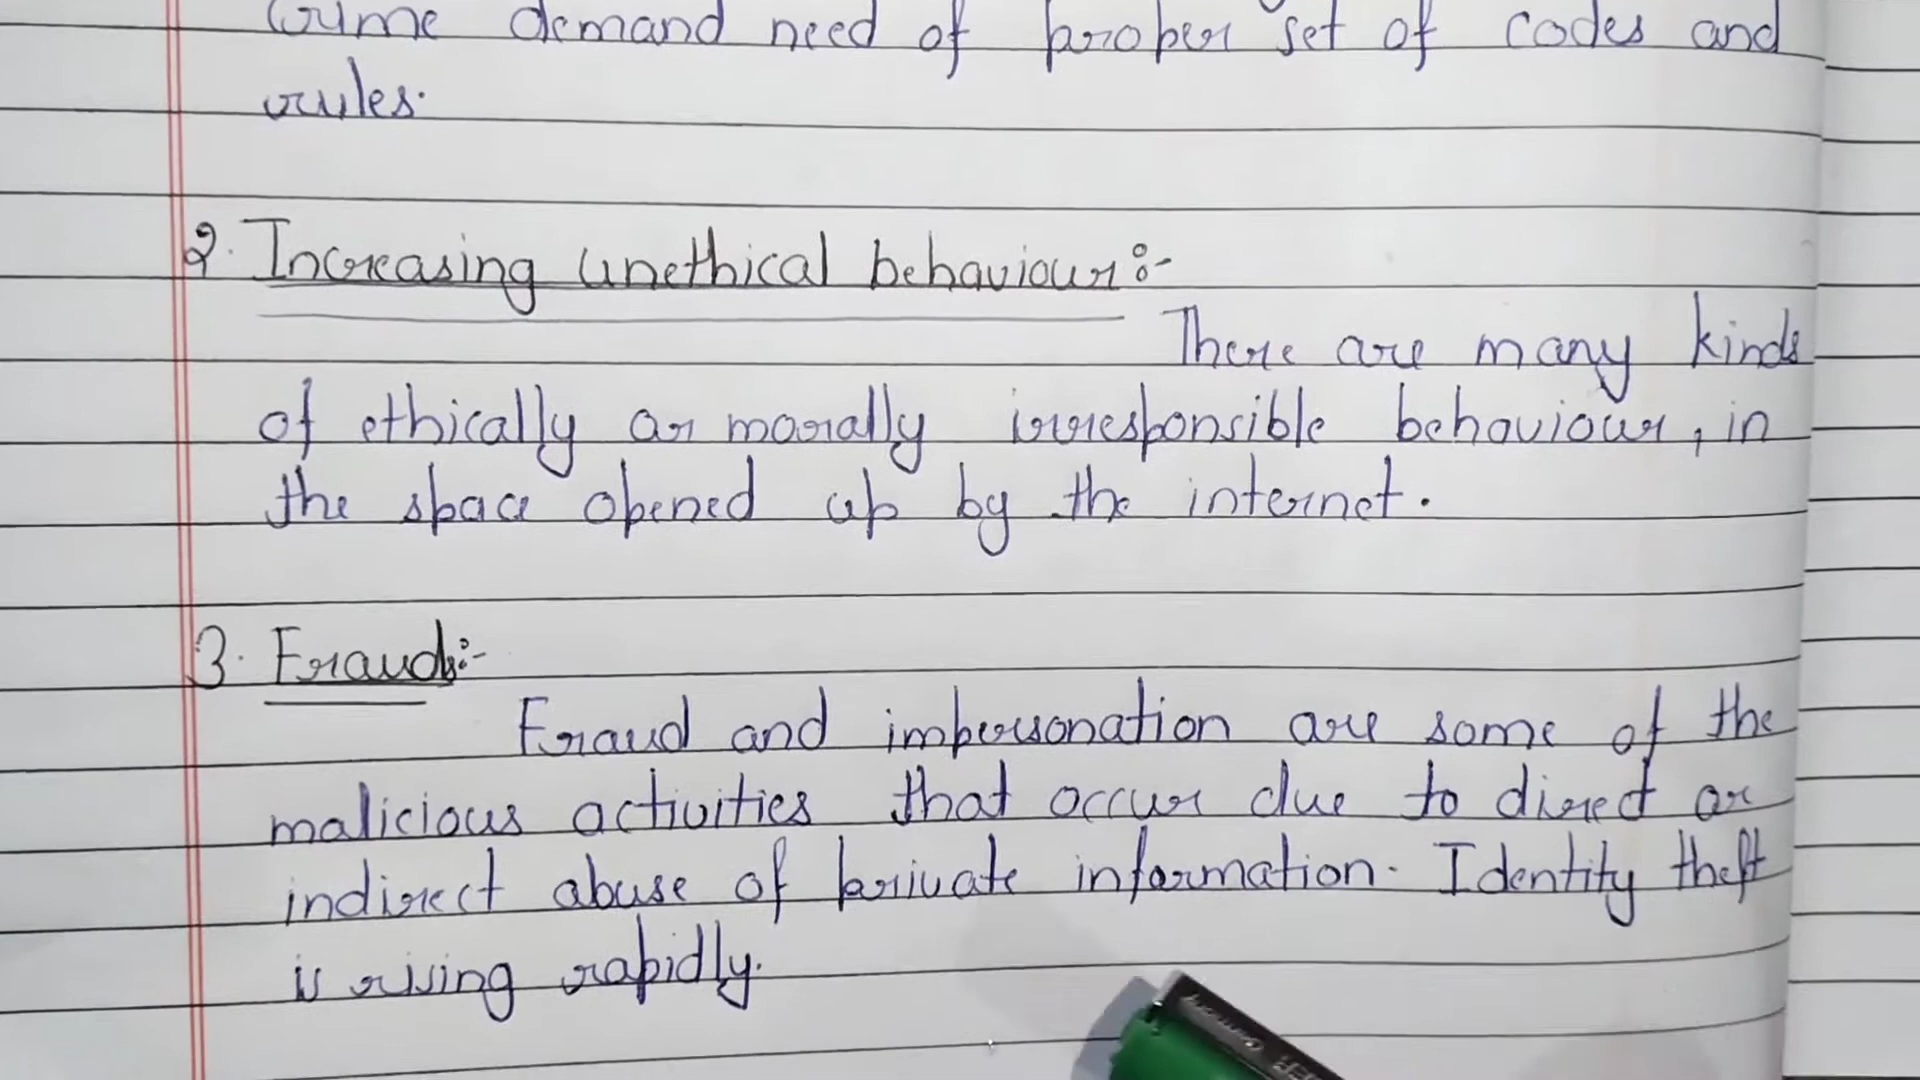 Crime demand need of proper set of codes and
rules.
2. Increasing unethical behaviour:-
There are many kinds
of ethically or morally irresponsible behaviour, in
the space opened up by the internet.
3. Frauds:-
Fraud and impersonation are some of the
malicious activities that occur due to direct or
indirect abuse of private information. Identity theft
is rising rapidly.